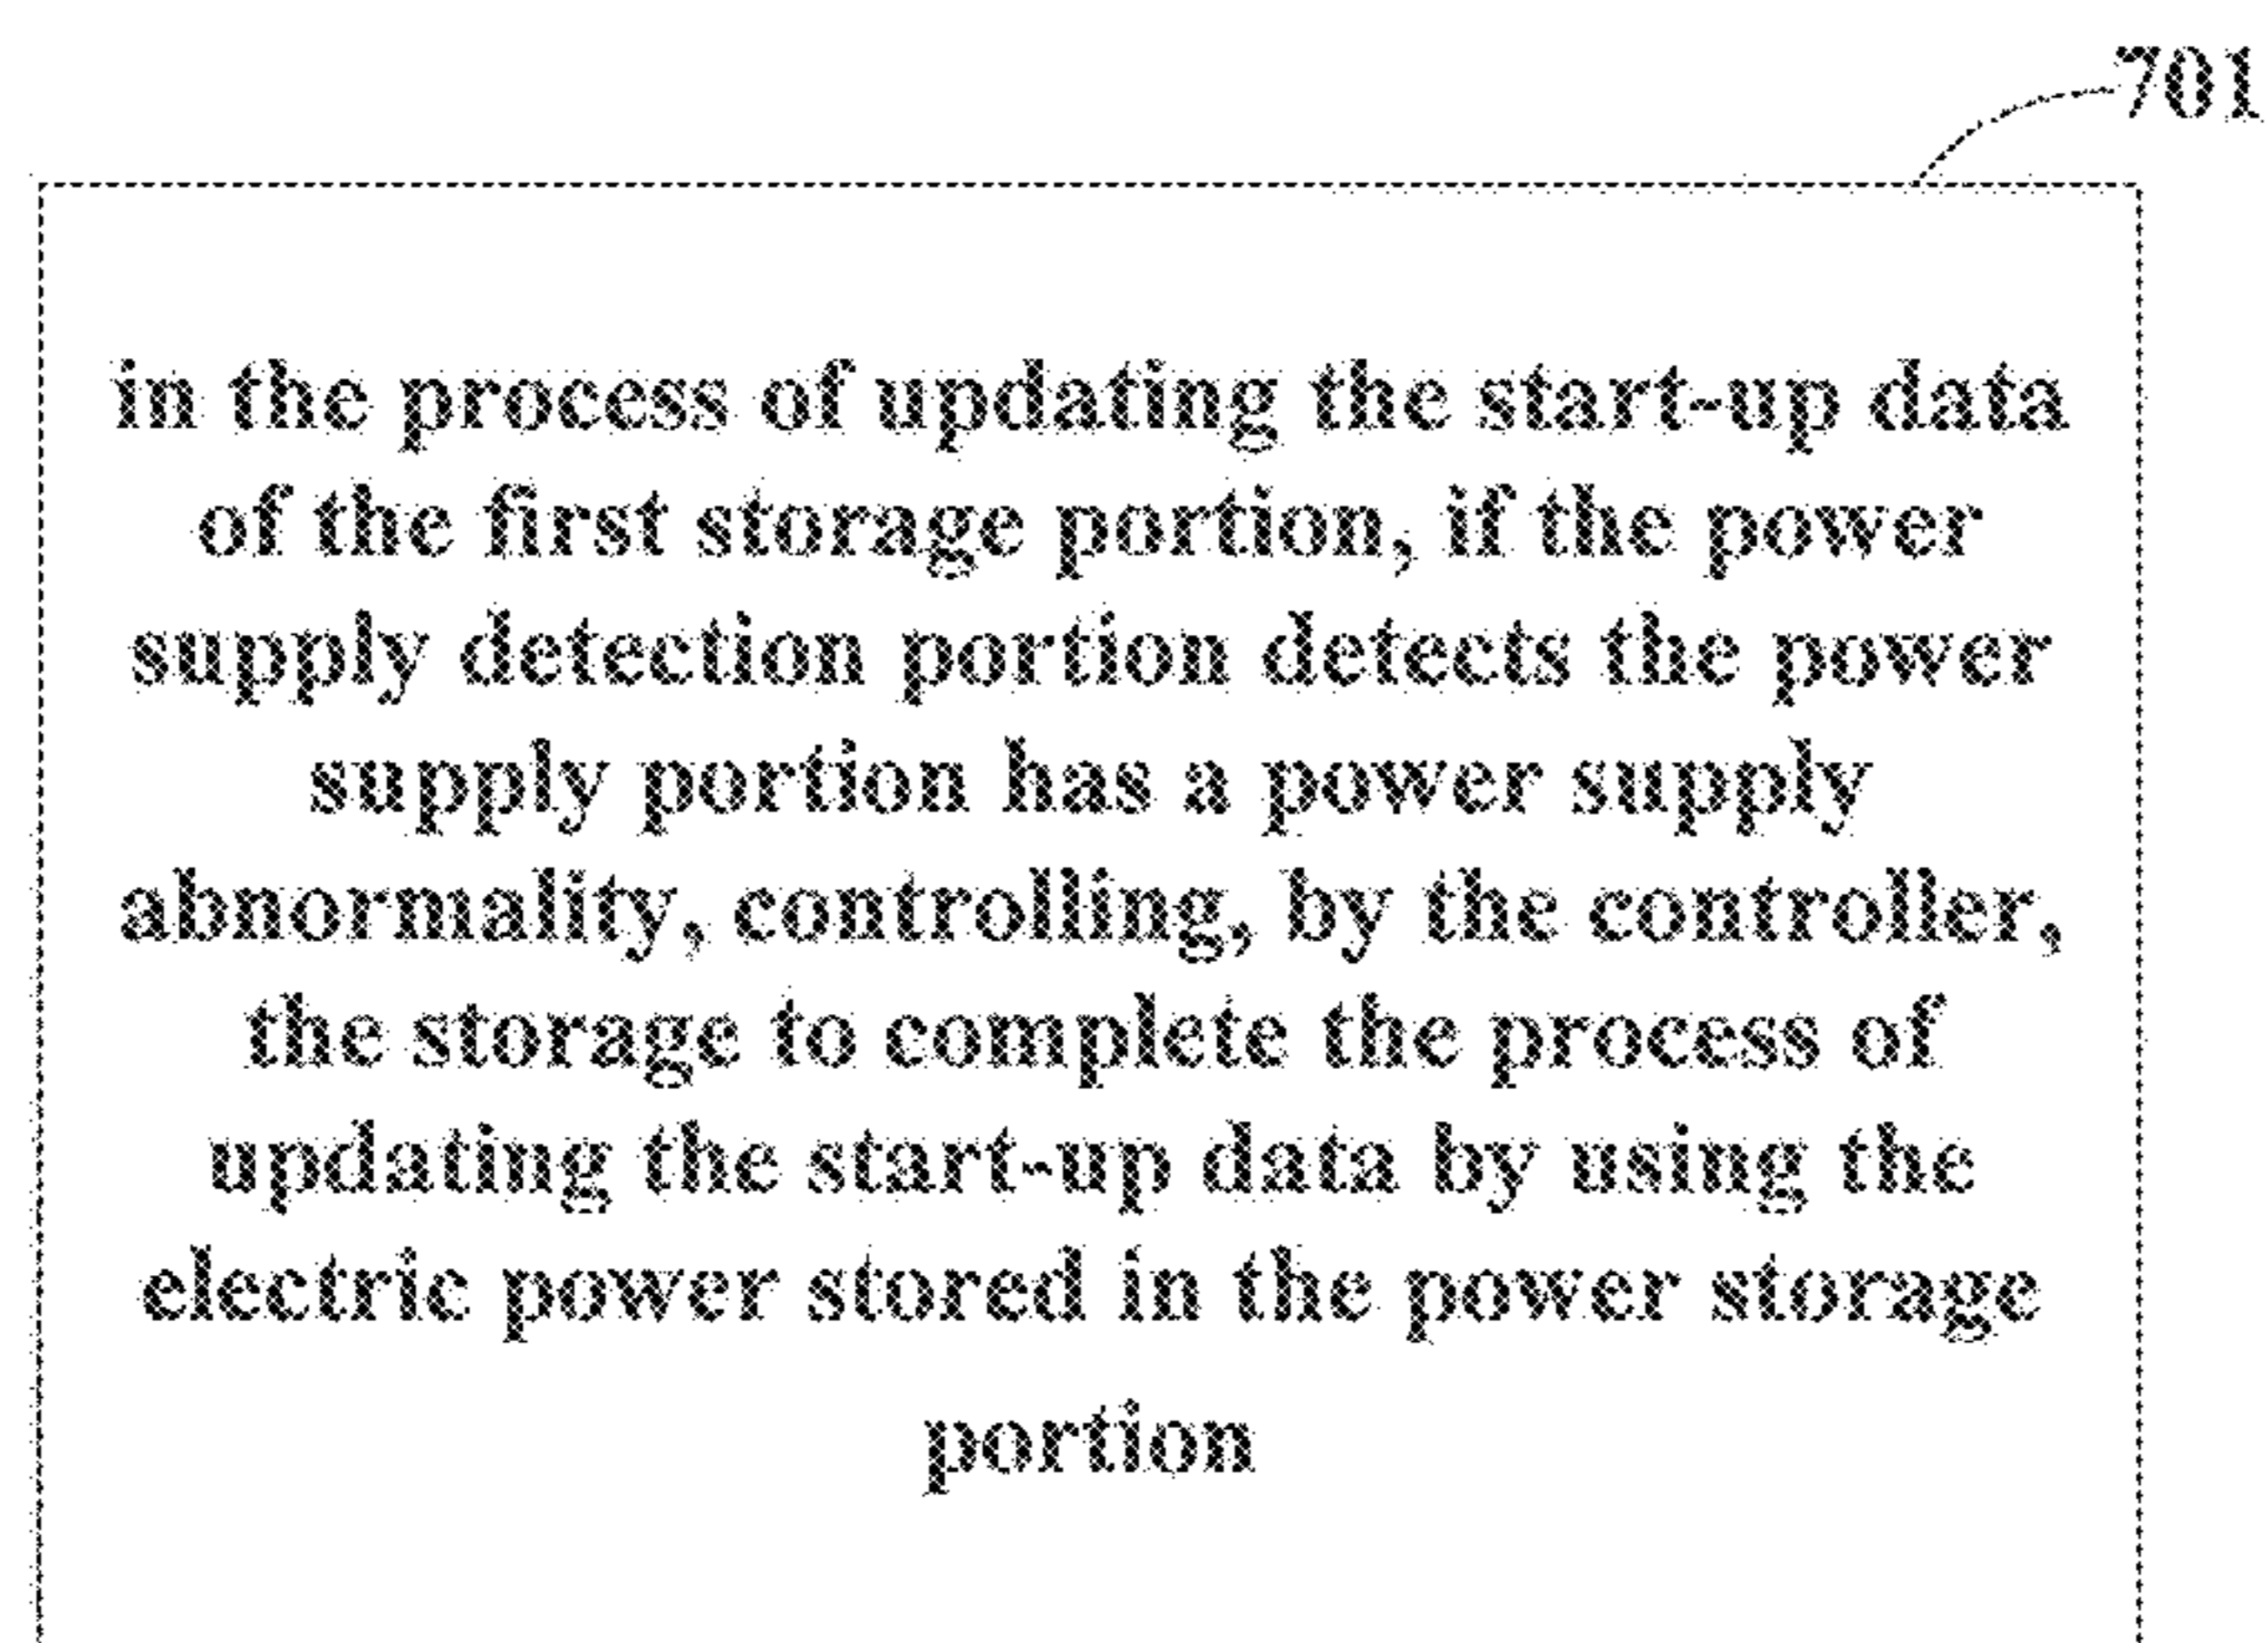 701
in the process of updating the start-up data
of the first storage portion, if the power
supply detection portion detects the power
supply portion has a power supply
abnormality, controlling, by the controller,
the storage to complete the process of
updating the start-up data by using the
electric power stored in the power storage
portion